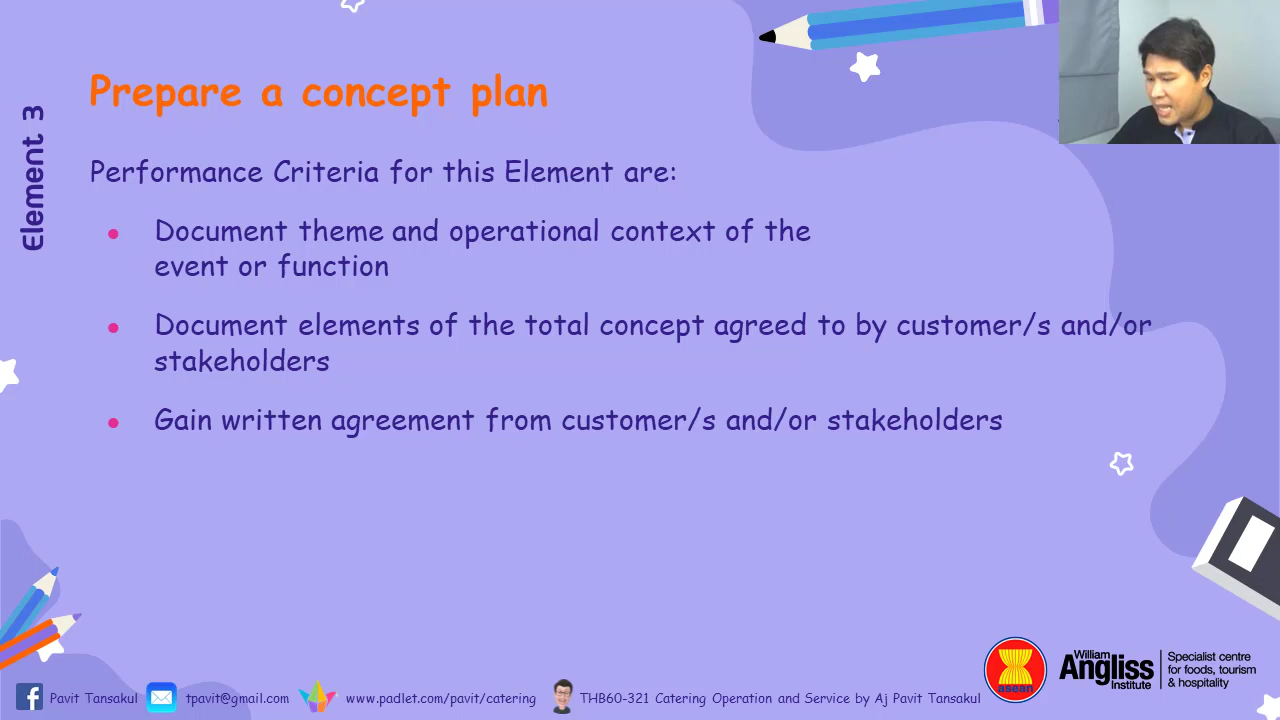 Prepare a concept plan
Element 3
Performance Criteria for this Element are:
Document theme and operational context of the
event or function
Document elements of the total concept agreed to by customer/s and/or
stakeholders
Gain written agreement from customer/s and/or stakeholders
Pavit Tansakul
tpavit@gmail.com
www.padlet.com/pavit/catering
THB60-321 Catering Operation and Service by Aj Pavit Tansakul
asean
William
Angliss
Institute
Specialist centre
for foods, tourism
& hospitality